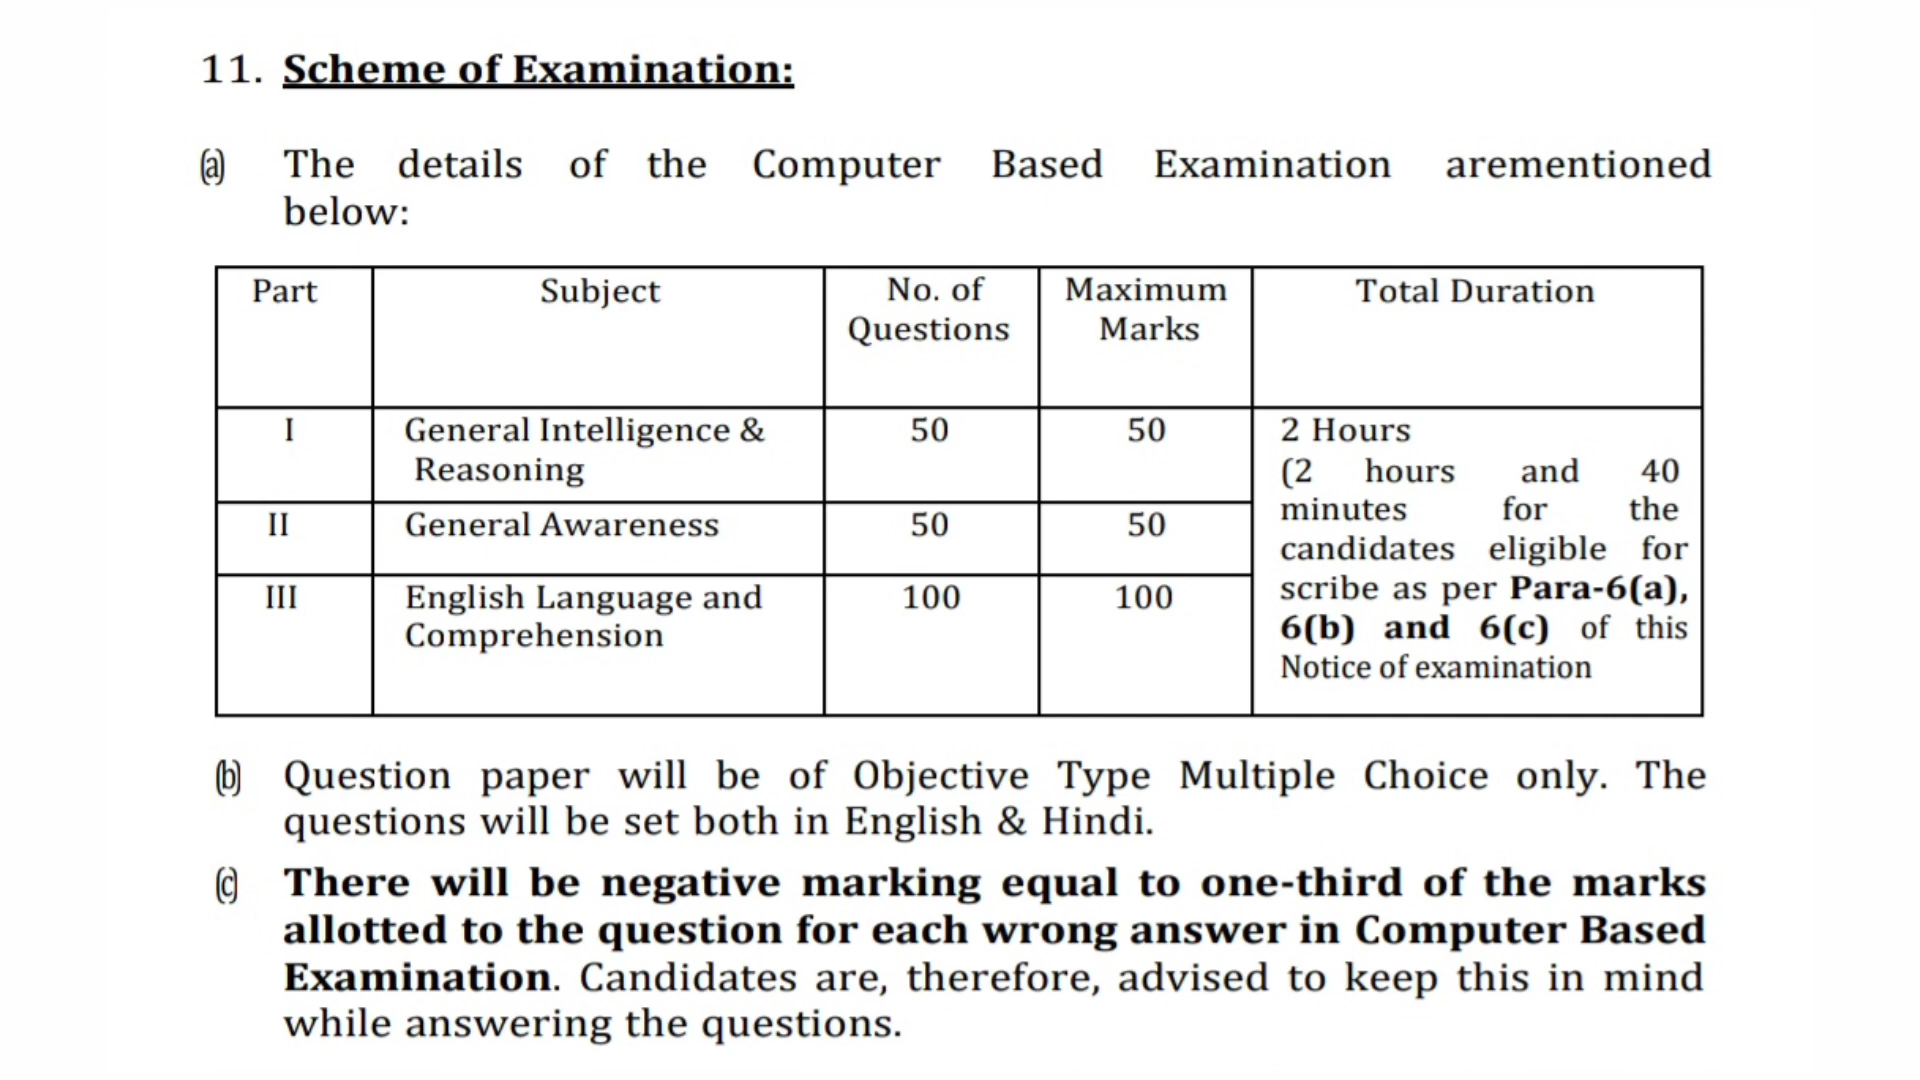 11. Scheme of Examination:
(a) The details of the Computer Based Examination arementioned
below:
Part Subject No. of Questions Maximum Marks Total Duration
I General Intelligence & Reasoning 50 50
II General Awareness 50 50
III English Language and Comprehension 100 100
2 Hours
(2 hours and 40
minutes for the
candidates eligible for
scribe as per Para-6(a),
6(b) and 6(c) of this
Notice of examination
(b) Question paper will be of Objective Type Multiple Choice only. The
questions will be set both in English & Hindi.
(c) There will be negative marking equal to one-third of the marks
allotted to the question for each wrong answer in Computer Based
Examination. Candidates are, therefore, advised to keep this in mind
while answering the questions.